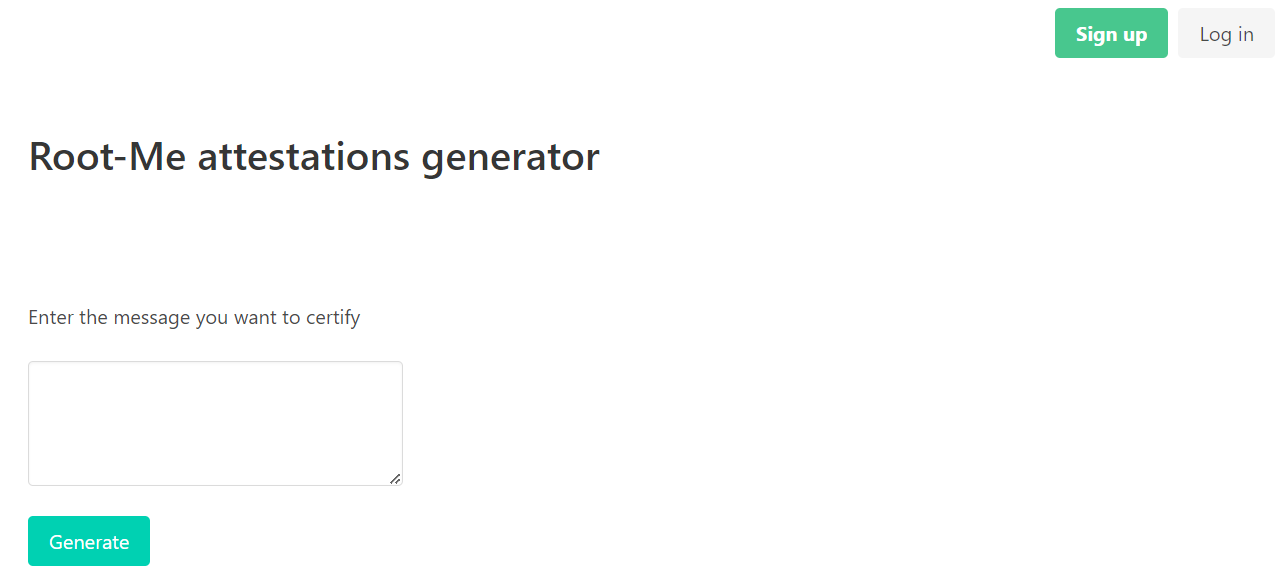 Sign up Log in
Root-Me attestations generator
Enter the message you want to certify
Generate